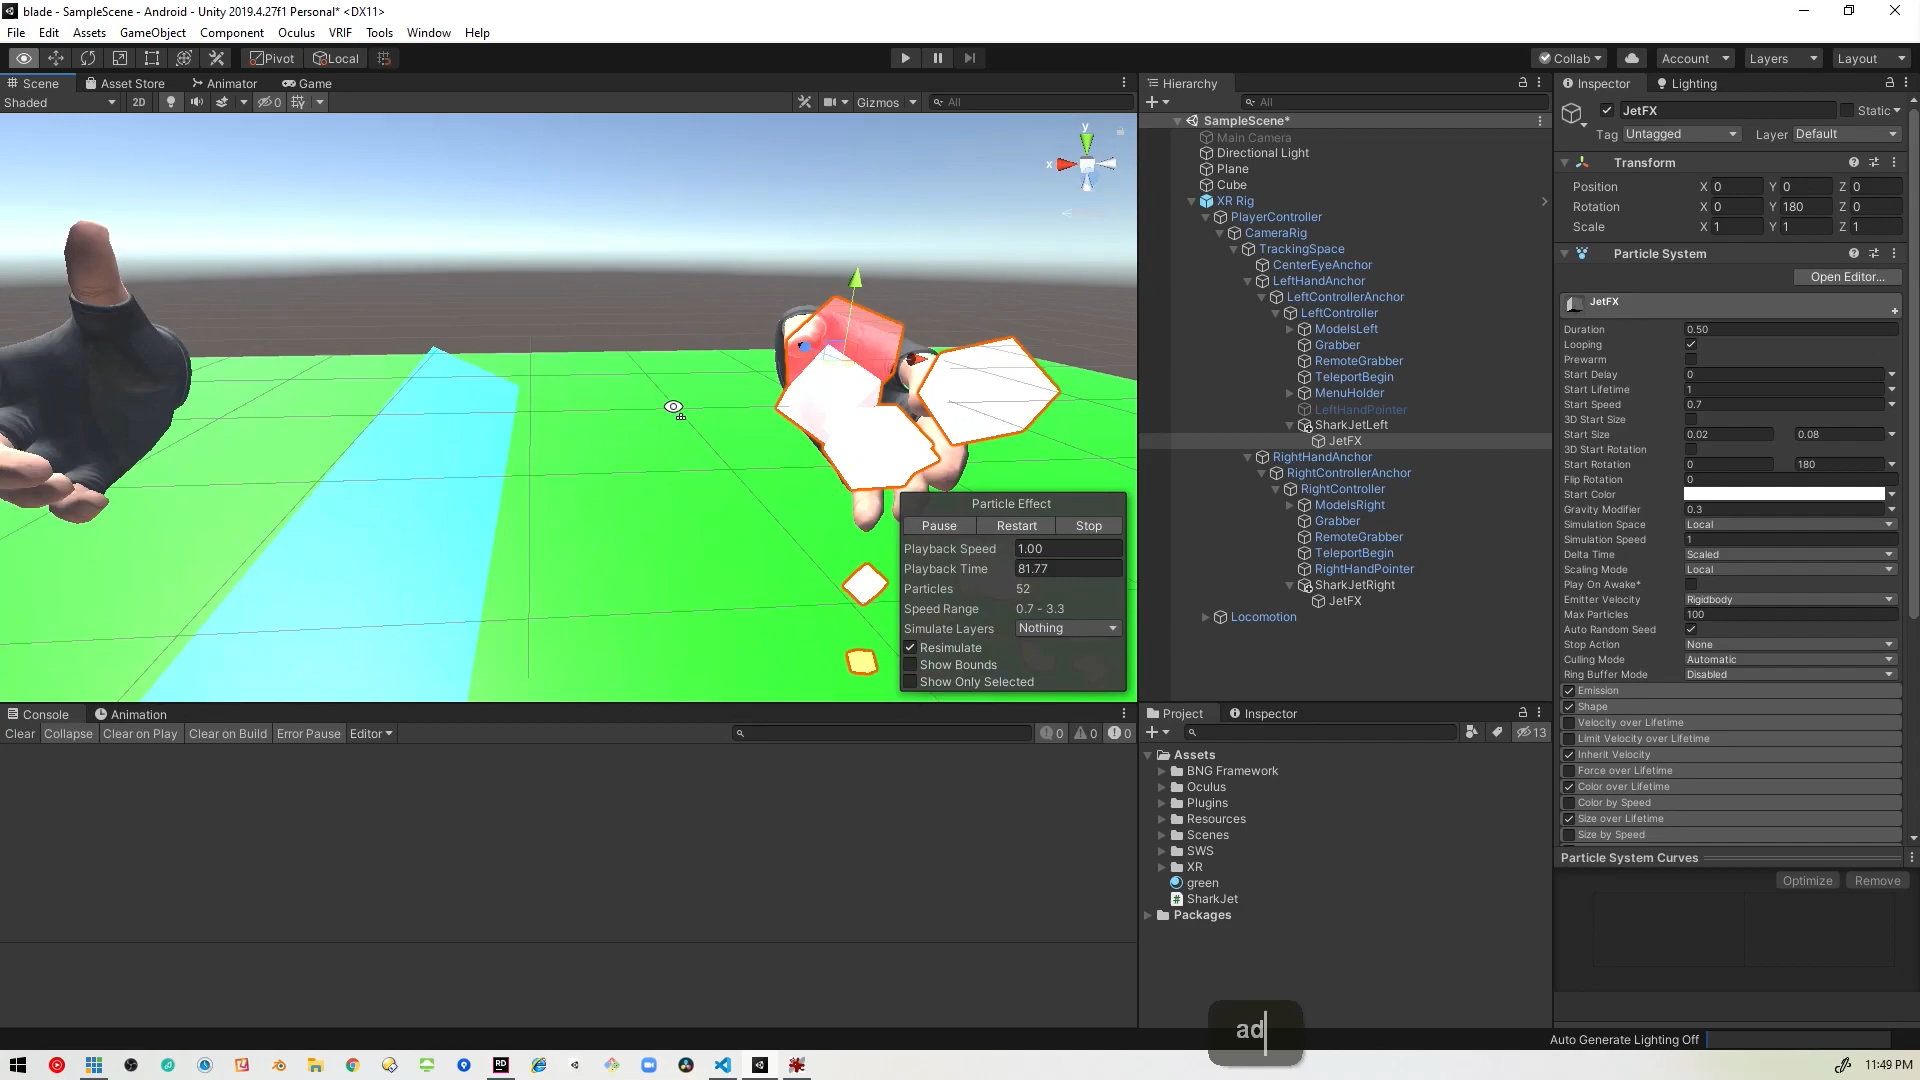 blade - SampleScene - Android - Unity 2019.4.27f1 Personal* <DX11>
File Edit Assets GameObject Component Oculus VRIF Tools Window Help
Pivot Local Collab Account Layers Layout
Scene Asset Store Animator Game
Shaded 2D 0 Gizmos All
y
x
Particle Effect
Pause Restart Stop
Playback Speed 1.00
Playback Time 81.77
Particles 52
Speed Range 0.7 - 3.3
Simulate Layers Nothing
Resimulate
Show Bounds
Show Only Selected
Hierarchy
All
SampleScene*
Main Camera
Directional Light
Plane
Cube
XR Rig
PlayerController
CameraRig
TrackingSpace
CenterEyeAnchor
LeftHandAnchor
LeftControllerAnchor
LeftController
ModelsLeft
Grabber
RemoteGrabber
TeleportBegin
MenuHolder
LeftHandPointer
SharkJetLeft
JetFX
RightHandAnchor
RightControllerAnchor
RightController
ModelsRight
Grabber
RemoteGrabber
TeleportBegin
RightHandPointer
SharkJetRight
JetFX
Locomotion
Inspector Lighting
JetFX Static
Tag Untagged Layer Default
Transform
Position X 0 Y 0 Z 0
Rotation X 0 Y 180 Z 0
Scale X 1 Y 1 Z 1
Particle System
Open Editor...
JetFX
Duration 0.50
Looping
Prewarm
Start Delay 0
Start Lifetime 1
Start Speed 0.7
3D Start Size
Start Size 0.02 0.08
3D Start Rotation
Start Rotation 0 180
Flip Rotation 0
Start Color
Gravity Modifier 0.3
Simulation Space Local
Simulation Speed 1
Delta Time Scaled
Scaling Mode Local
Play On Awake*
Emitter Velocity Rigidbody
Max Particles 100
Auto Random Seed
Stop Action None
Culling Mode Automatic
Ring Buffer Mode Disabled
Emission
Shape
Velocity over Lifetime
Limit Velocity over Lifetime
Inherit Velocity
Force over Lifetime
Color over Lifetime
Color by Speed
Size over Lifetime
Size by Speed
Particle System Curves
Optimize Remove
Console Animation
Clear Collapse Clear on Play Clear on Build Error Pause Editor 0 0 0
Project Inspector
13
Assets
BNG Framework
Oculus
Plugins
Resources
Scenes
SWS
XR
green
SharkJet
Packages
ad
Auto Generate Lighting Off
11:49 PM